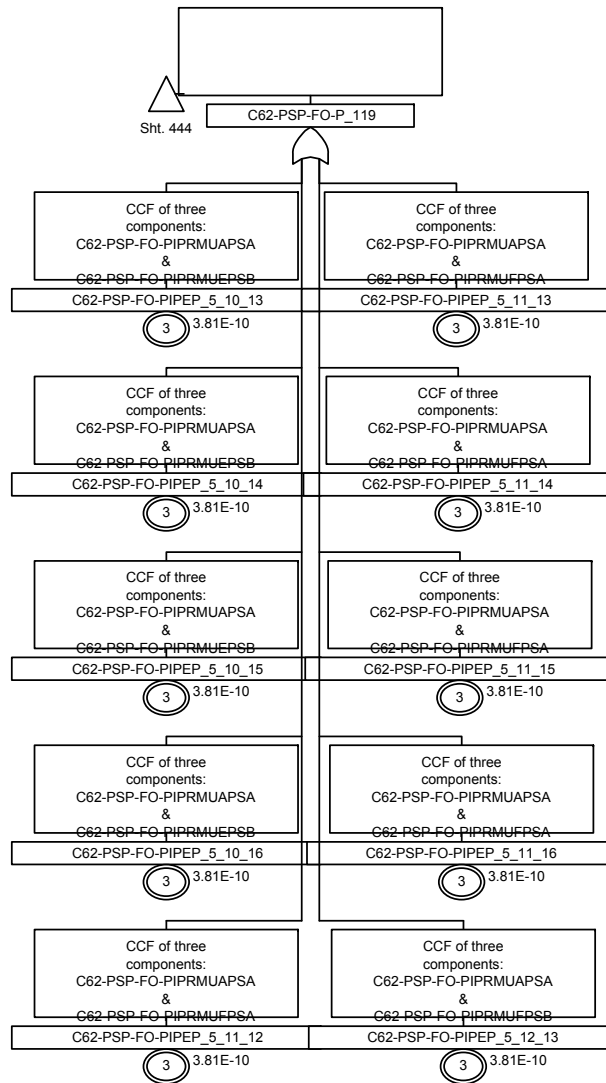 C62-PSP-FO-P_119
Sht. 444
CCF of three
components:
C62-PSP-FO-PIPRMUAPSA
&
C62-PSP-FO-PIPRMUEPSB
C62-PSP-FO-PIPEP_5_10_13
3
3.81E-10
CCF of three
components:
C62-PSP-FO-PIPRMUAPSA
&
C62-PSP-FO-PIPRMUFPSA
C62-PSP-FO-PIPEP_5_11_13
3
3.81E-10
CCF of three
components:
C62-PSP-FO-PIPRMUAPSA
&
C62-PSP-FO-PIPRMUEPSB
C62-PSP-FO-PIPEP_5_10_14
3
3.81E-10
CCF of three
components:
C62-PSP-FO-PIPRMUAPSA
&
C62-PSP-FO-PIPRMUFPSA
C62-PSP-FO-PIPEP_5_11_14
3
3.81E-10
CCF of three
components:
C62-PSP-FO-PIPRMUAPSA
&
C62-PSP-FO-PIPRMUEPSB
C62-PSP-FO-PIPEP_5_10_15
3
3.81E-10
CCF of three
components:
C62-PSP-FO-PIPRMUAPSA
&
C62-PSP-FO-PIPRMUFPSA
C62-PSP-FO-PIPEP_5_11_15
3
3.81E-10
CCF of three
components:
C62-PSP-FO-PIPRMUAPSA
&
C62-PSP-FO-PIPRMUEPSB
C62-PSP-FO-PIPEP_5_10_16
3
3.81E-10
CCF of three
components:
C62-PSP-FO-PIPRMUAPSA
&
C62-PSP-FO-PIPRMUFPSA
C62-PSP-FO-PIPEP_5_11_16
3
3.81E-10
CCF of three
components:
C62-PSP-FO-PIPRMUAPSA
&
C62-PSP-FO-PIPRMUFPSA
C62-PSP-FO-PIPEP_5_11_12
3
3.81E-10
CCF of three
components:
C62-PSP-FO-PIPRMUAPSA
&
C62-PSP-FO-PIPRMUFPSB
C62-PSP-FO-PIPEP_5_12_13
3
3.81E-10